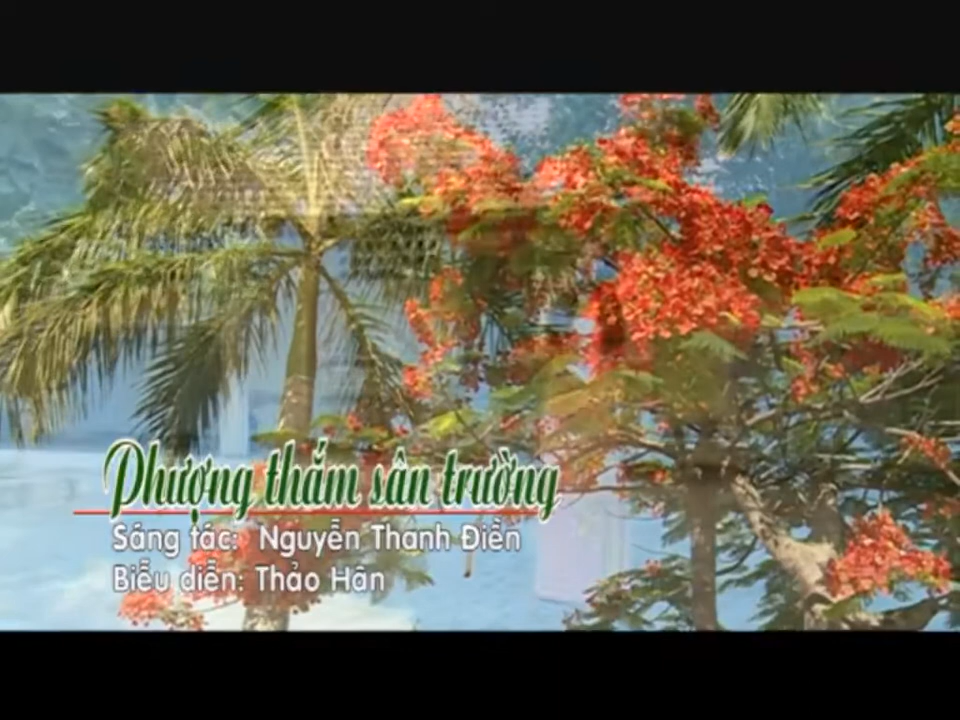 Phượng thắm sân trường
Sáng tác: Nguyễn Thanh Điền
Biểu diễn: Thảo Hân